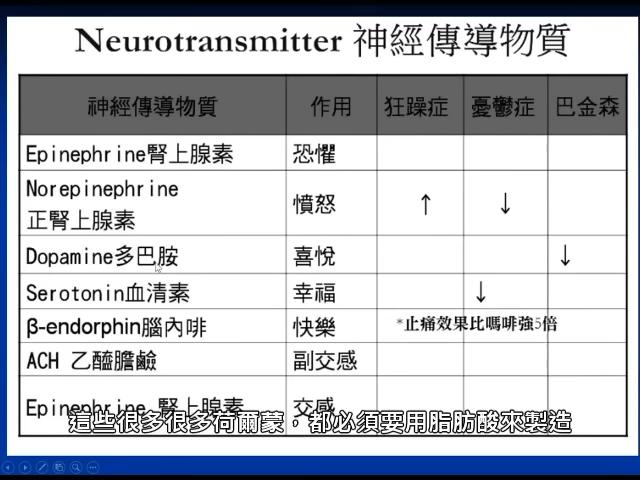 Neurotransmitter 神經傳導物質
神經傳導物質 作用 狂躁症 憂鬱症 巴金森
Epinephrine腎上腺素 恐懼
Norepinephrine
正腎上腺素 憤怒 ↑ ↓
Dopamine多巴胺 喜悅 ↓
Serotonin血清素 幸福 ↓
β-endorphin腦內啡 快樂 *止痛效果比嗎啡強5倍
ACH 乙醯膽鹼 副交感
Epinephrine 腎上腺素 交感
這些很多很多荷爾蒙，都必須要用脂肪酸來製造